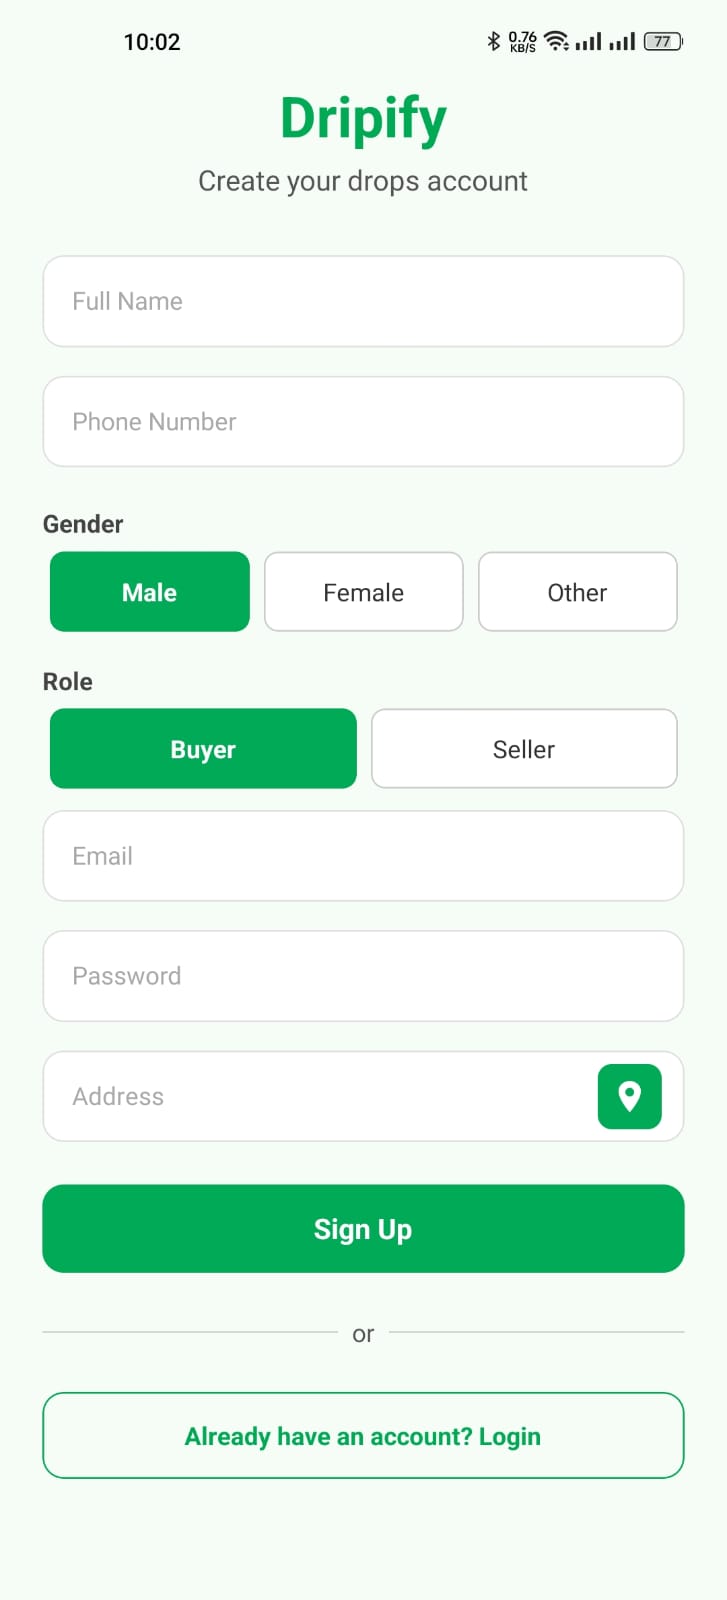 10:02 0.76 KB/S 77
Dripify
Create your drops account
Full Name
Phone Number
Gender
Male Female Other
Role
Buyer Seller
Email
Password
Address
Sign Up
or
Already have an account? Login